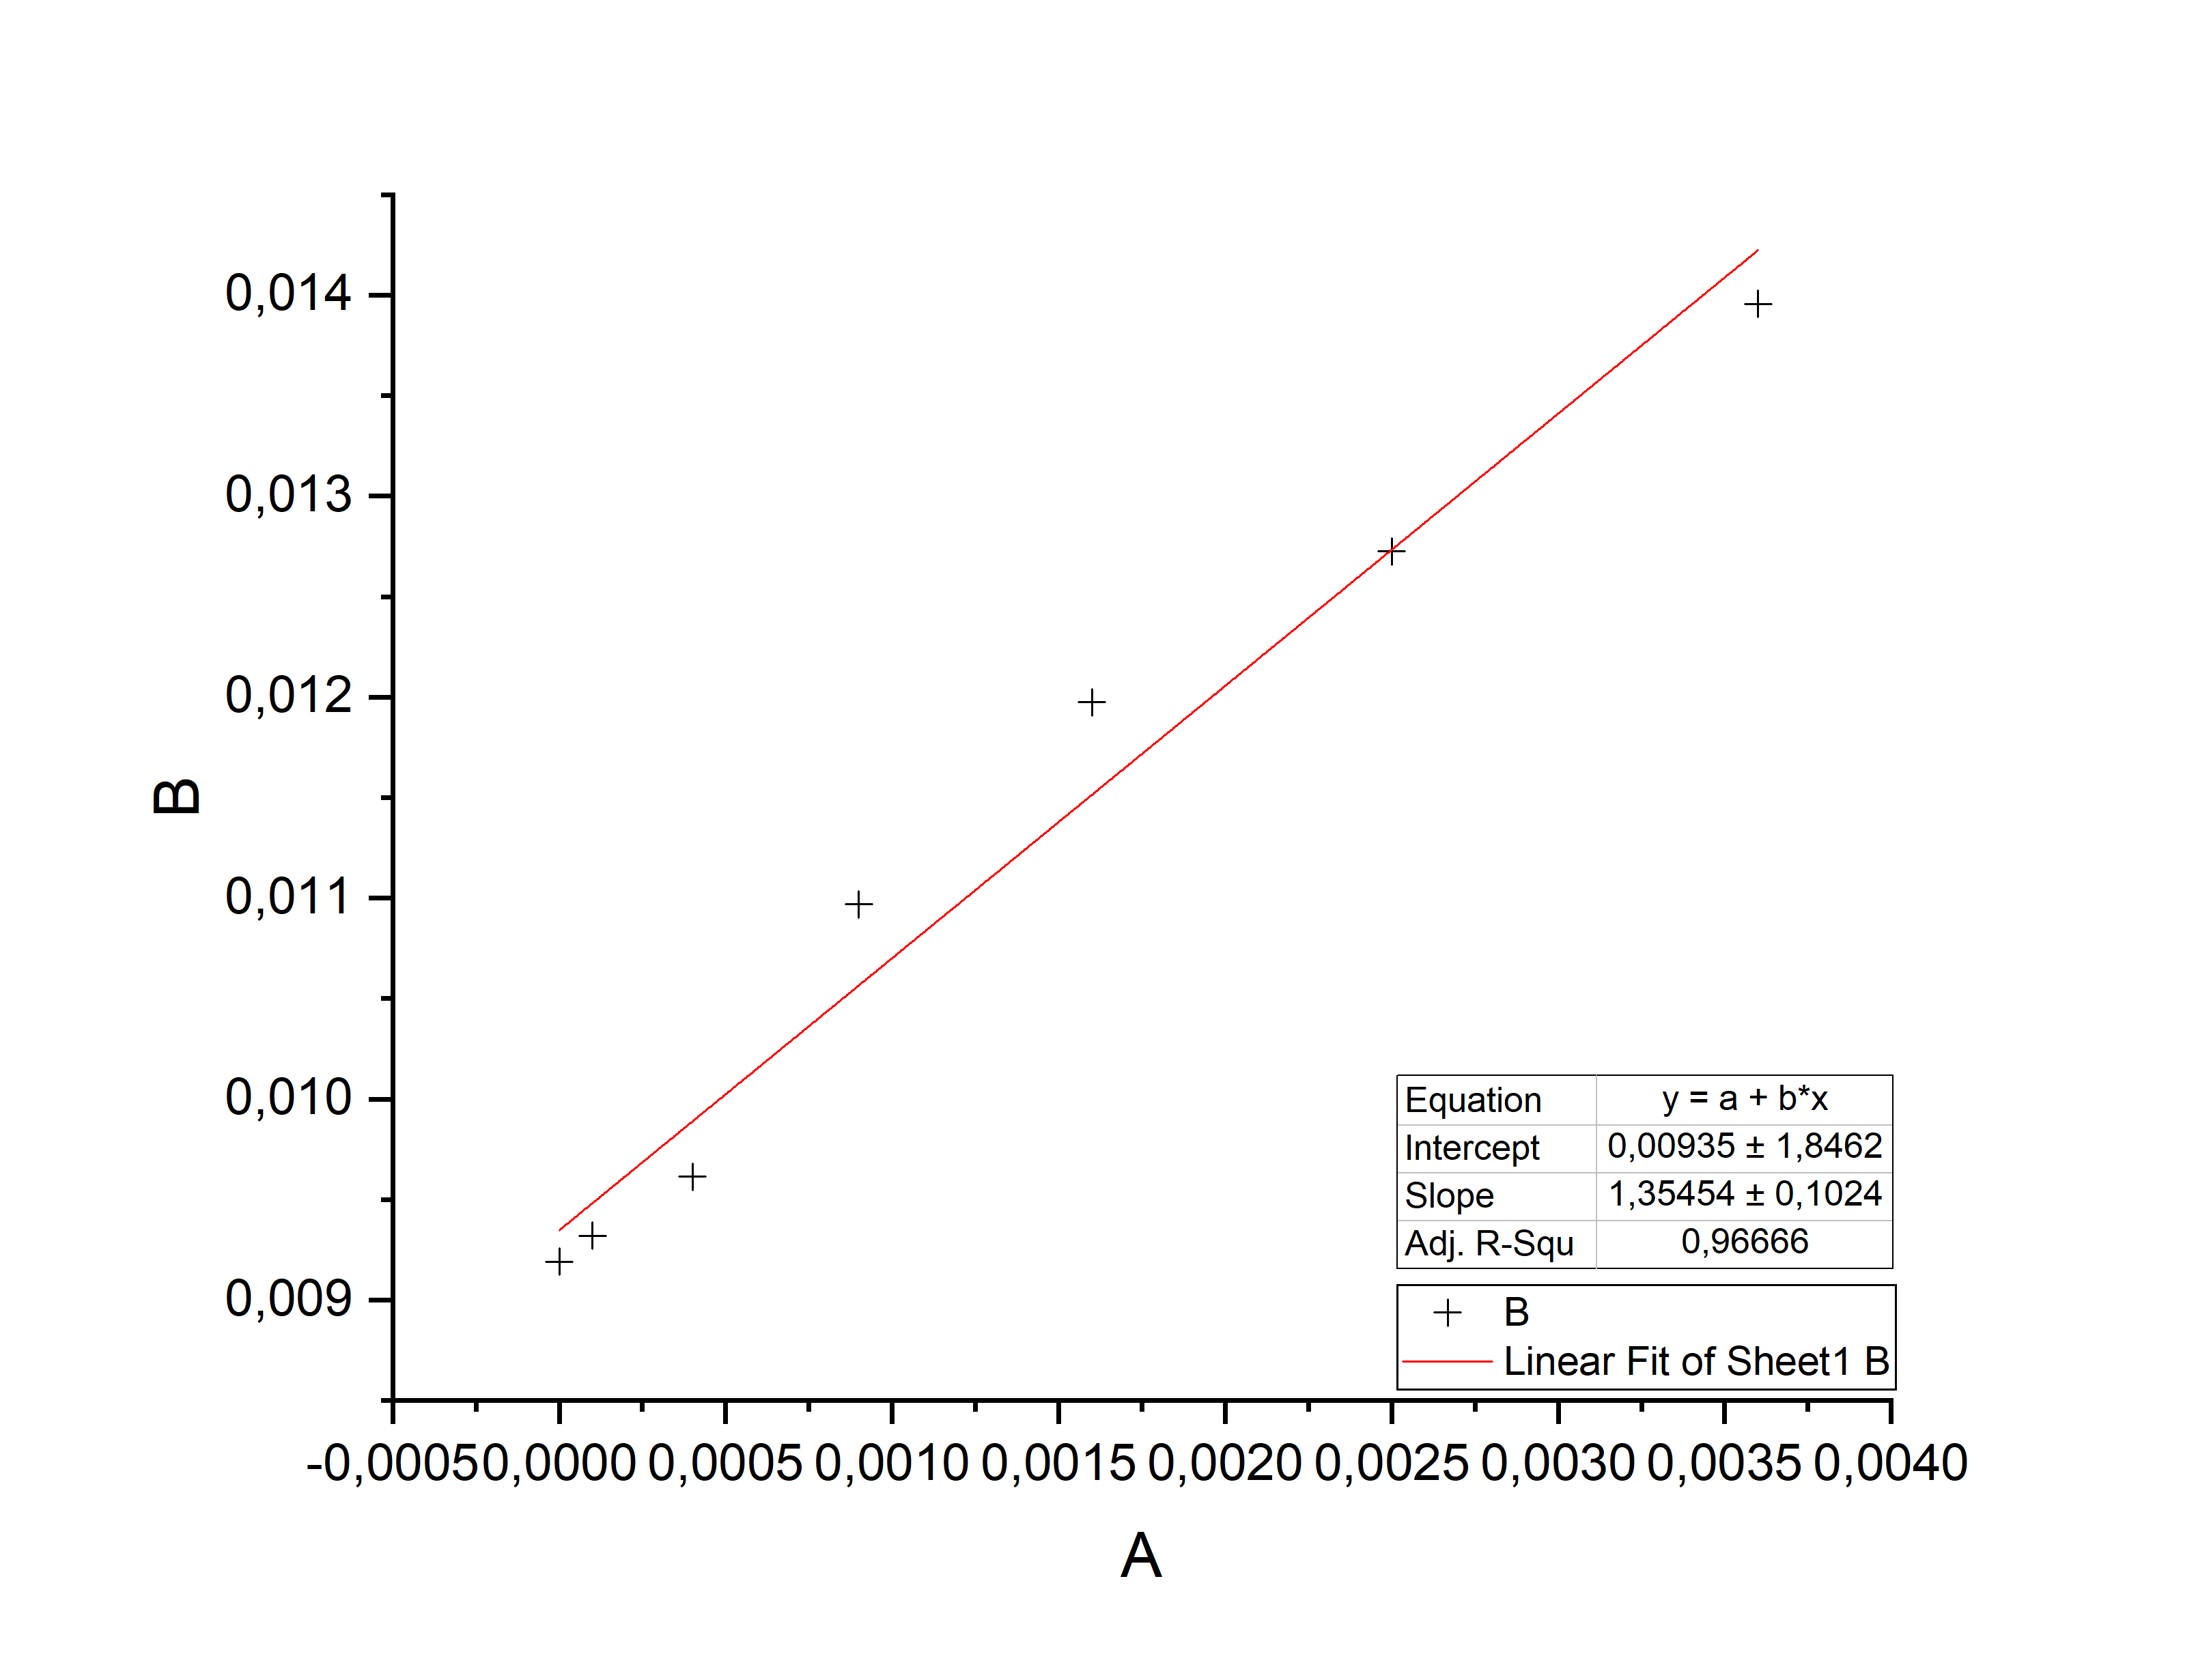 0,014
0,013
0,012
0,011
0,010
0,009
B
Equation y = a + b*x
Intercept 0,00935 ± 1,8462
Slope 1,35454 ± 0,1024
Adj. R-Squ 0,96666
B
Linear Fit of Sheet1 B
-0,0005 0,0000 0,0005 0,0010 0,0015 0,0020 0,0025 0,0030 0,0035 0,0040
A